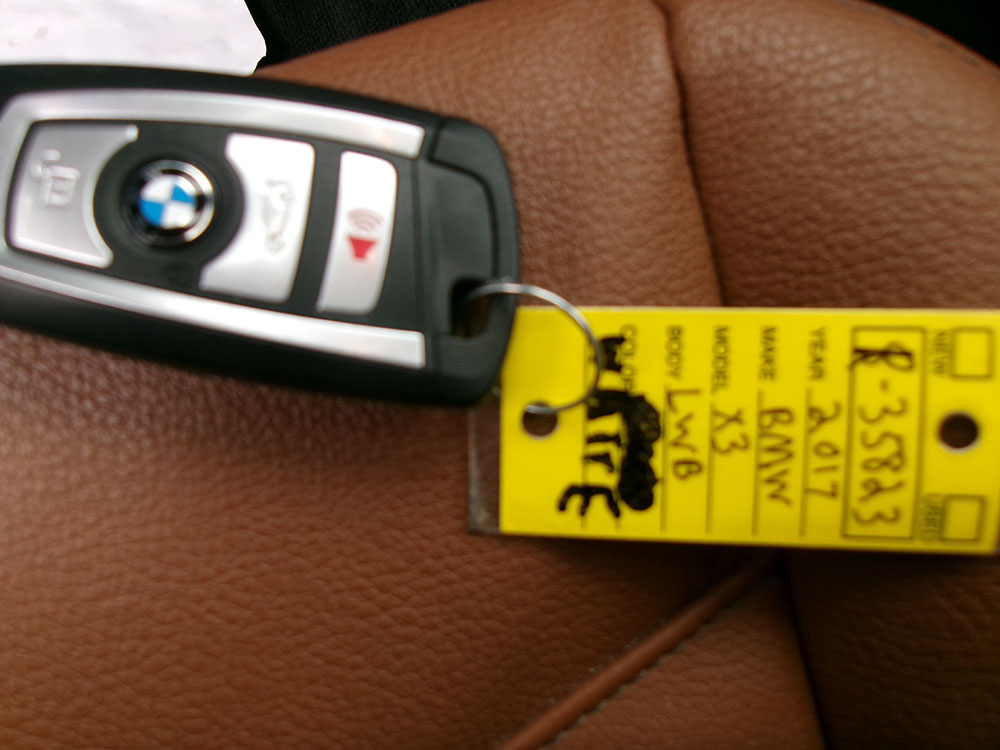 NEW USED
R-35823
YEAR 2017
MAKE BMW
MODEL X3
BODY LWB
COLOR
WHITE